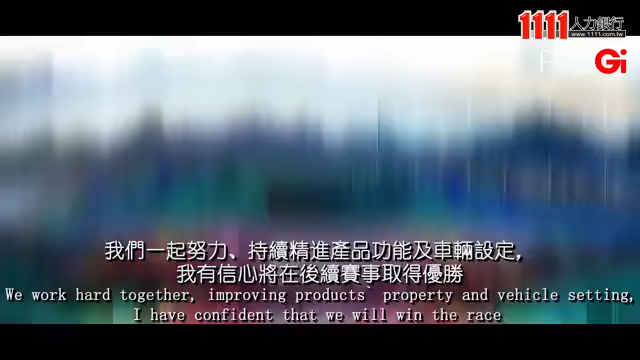 1111人力銀行
www.1111.com.tw
Gi
我們一起努力、持續精進產品功能及車輛設定,
我有信心將在後續賽事取得優勝
We work hard together, improving products` property and vehicle setting,
I have confident that we will win the race